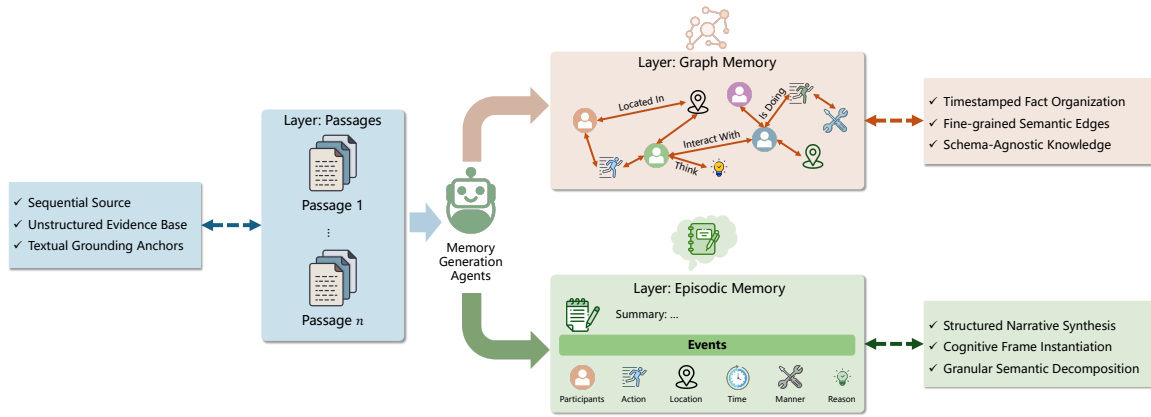 Sequential Source
Unstructured Evidence Base
Textual Grounding Anchors
Layer: Passages
Passage 1
⋮
Passage n
Memory
Generation
Agents
Layer: Graph Memory
Located In
Is Doing
Interact With
Think
Timestamped Fact Organization
Fine-grained Semantic Edges
Schema-Agnostic Knowledge
Layer: Episodic Memory
Summary: ...
Events
Participants
Action
Location
Time
Manner
Reason
Structured Narrative Synthesis
Cognitive Frame Instantiation
Granular Semantic Decomposition